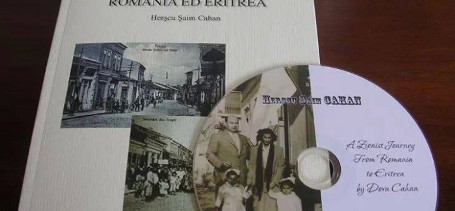 ROMANIA ED ERITREA
Herşcu Şaim Cahan
Herşcu Şaim CAHAN
A Zionist Journey
From Romania
to Eritrea
by Dora Cahan